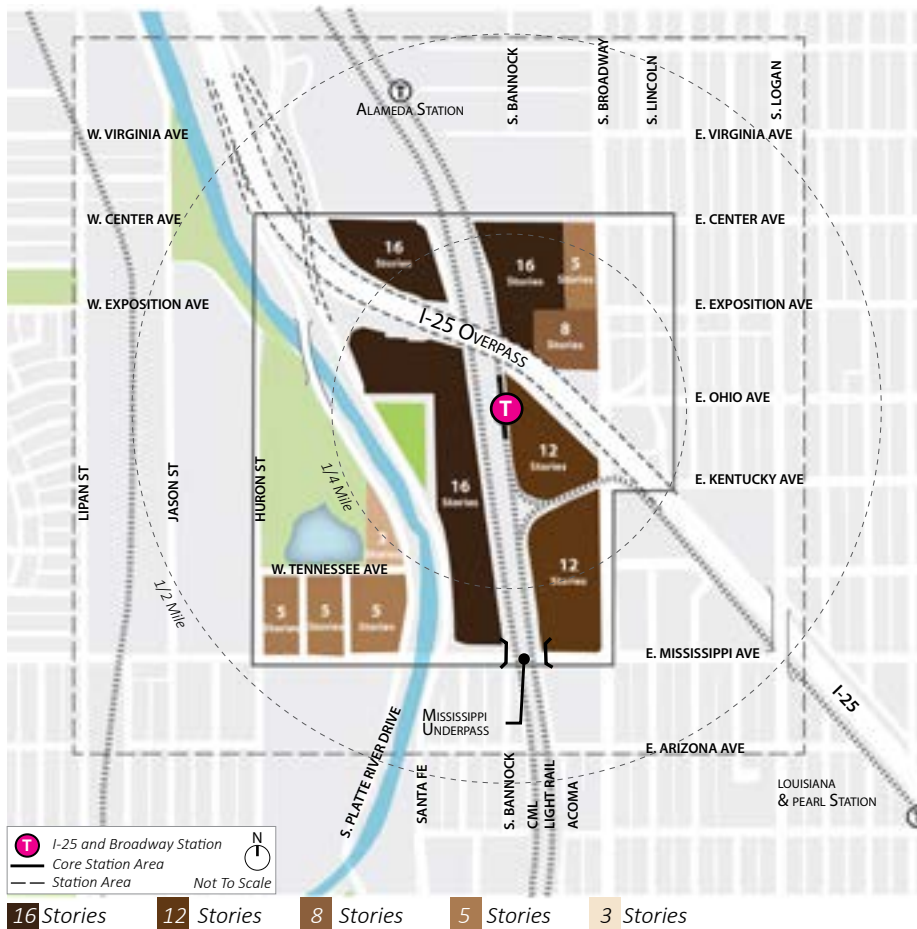 S. BANNOCK
S. BROADWAY
S. LINCOLN
S. LOGAN
T
ALAMEDA STATION
W. VIRGINIA AVE
E. VIRGINIA AVE
W. CENTER AVE
E. CENTER AVE
16
Stories
16
Stories
5
Stories
W. EXPOSITION AVE
E. EXPOSITION AVE
I-25 OVERPASS
8
Stories
E. OHIO AVE
T
12
Stories
E. KENTUCKY AVE
LIPAN ST
JASON ST
HURON ST
1/4 Mile
16
Stories
Stories
W. TENNESSEE AVE
12
Stories
1/2 Mile
5
Stories
5
Stories
5
Stories
E. MISSISSIPPI AVE
I-25
MISSISSIPPI
UNDERPASS
E. ARIZONA AVE
S. PLATTE RIVER DRIVE
SANTA FE
S. BANNOCK
CML
LIGHT RAIL
ACOMA
LOUISIANA
& PEARL STATION
T I-25 and Broadway Station
N
Core Station Area
Station Area
Not To Scale
16 Stories
12 Stories
8 Stories
5 Stories
3 Stories